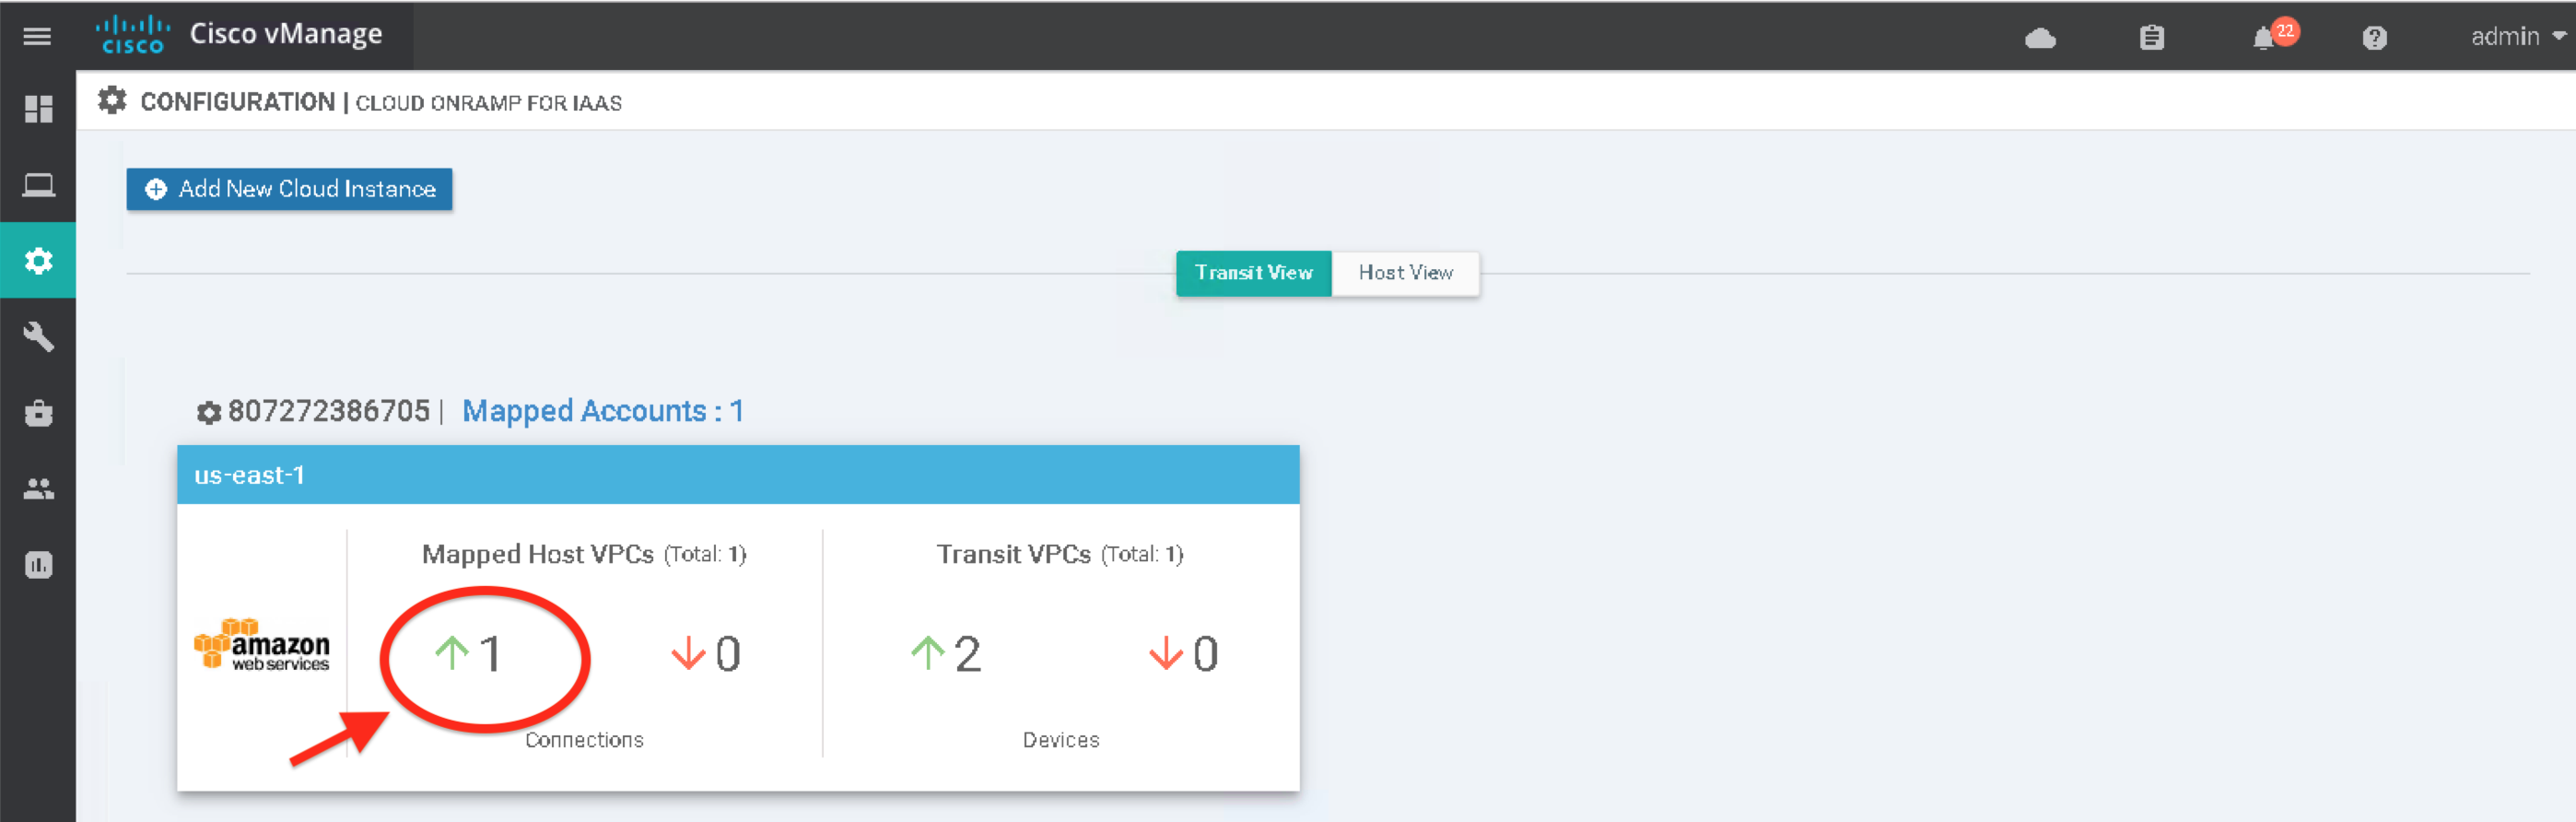 CISCO Cisco vManage 22 admin
CONFIGURATION | CLOUD ONRAMP FOR IAAS
Add New Cloud Instance
Transit View Host View
807272386705 | Mapped Accounts : 1
us-east-1
Mapped Host VPCs (Total: 1) Transit VPCs (Total: 1)
amazon
web services
1 0 2 0
Connections Devices